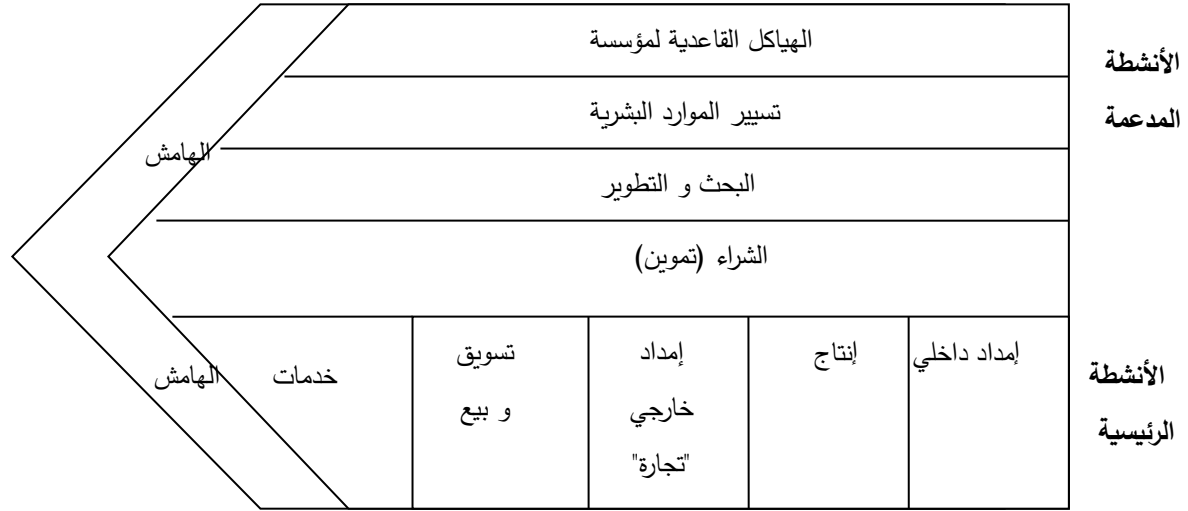 الهياكل القاعدية لمؤسسة
الأنشطة
المدعمة
تسيير الموارد البشرية
الهامش
البحث و التطوير
الشراء (تموين)
الأنشطة
الرئيسية
إمداد داخلي
إنتاج
إمداد
خارجي
"تجارة"
تسويق
و بيع
خدمات
الهامش